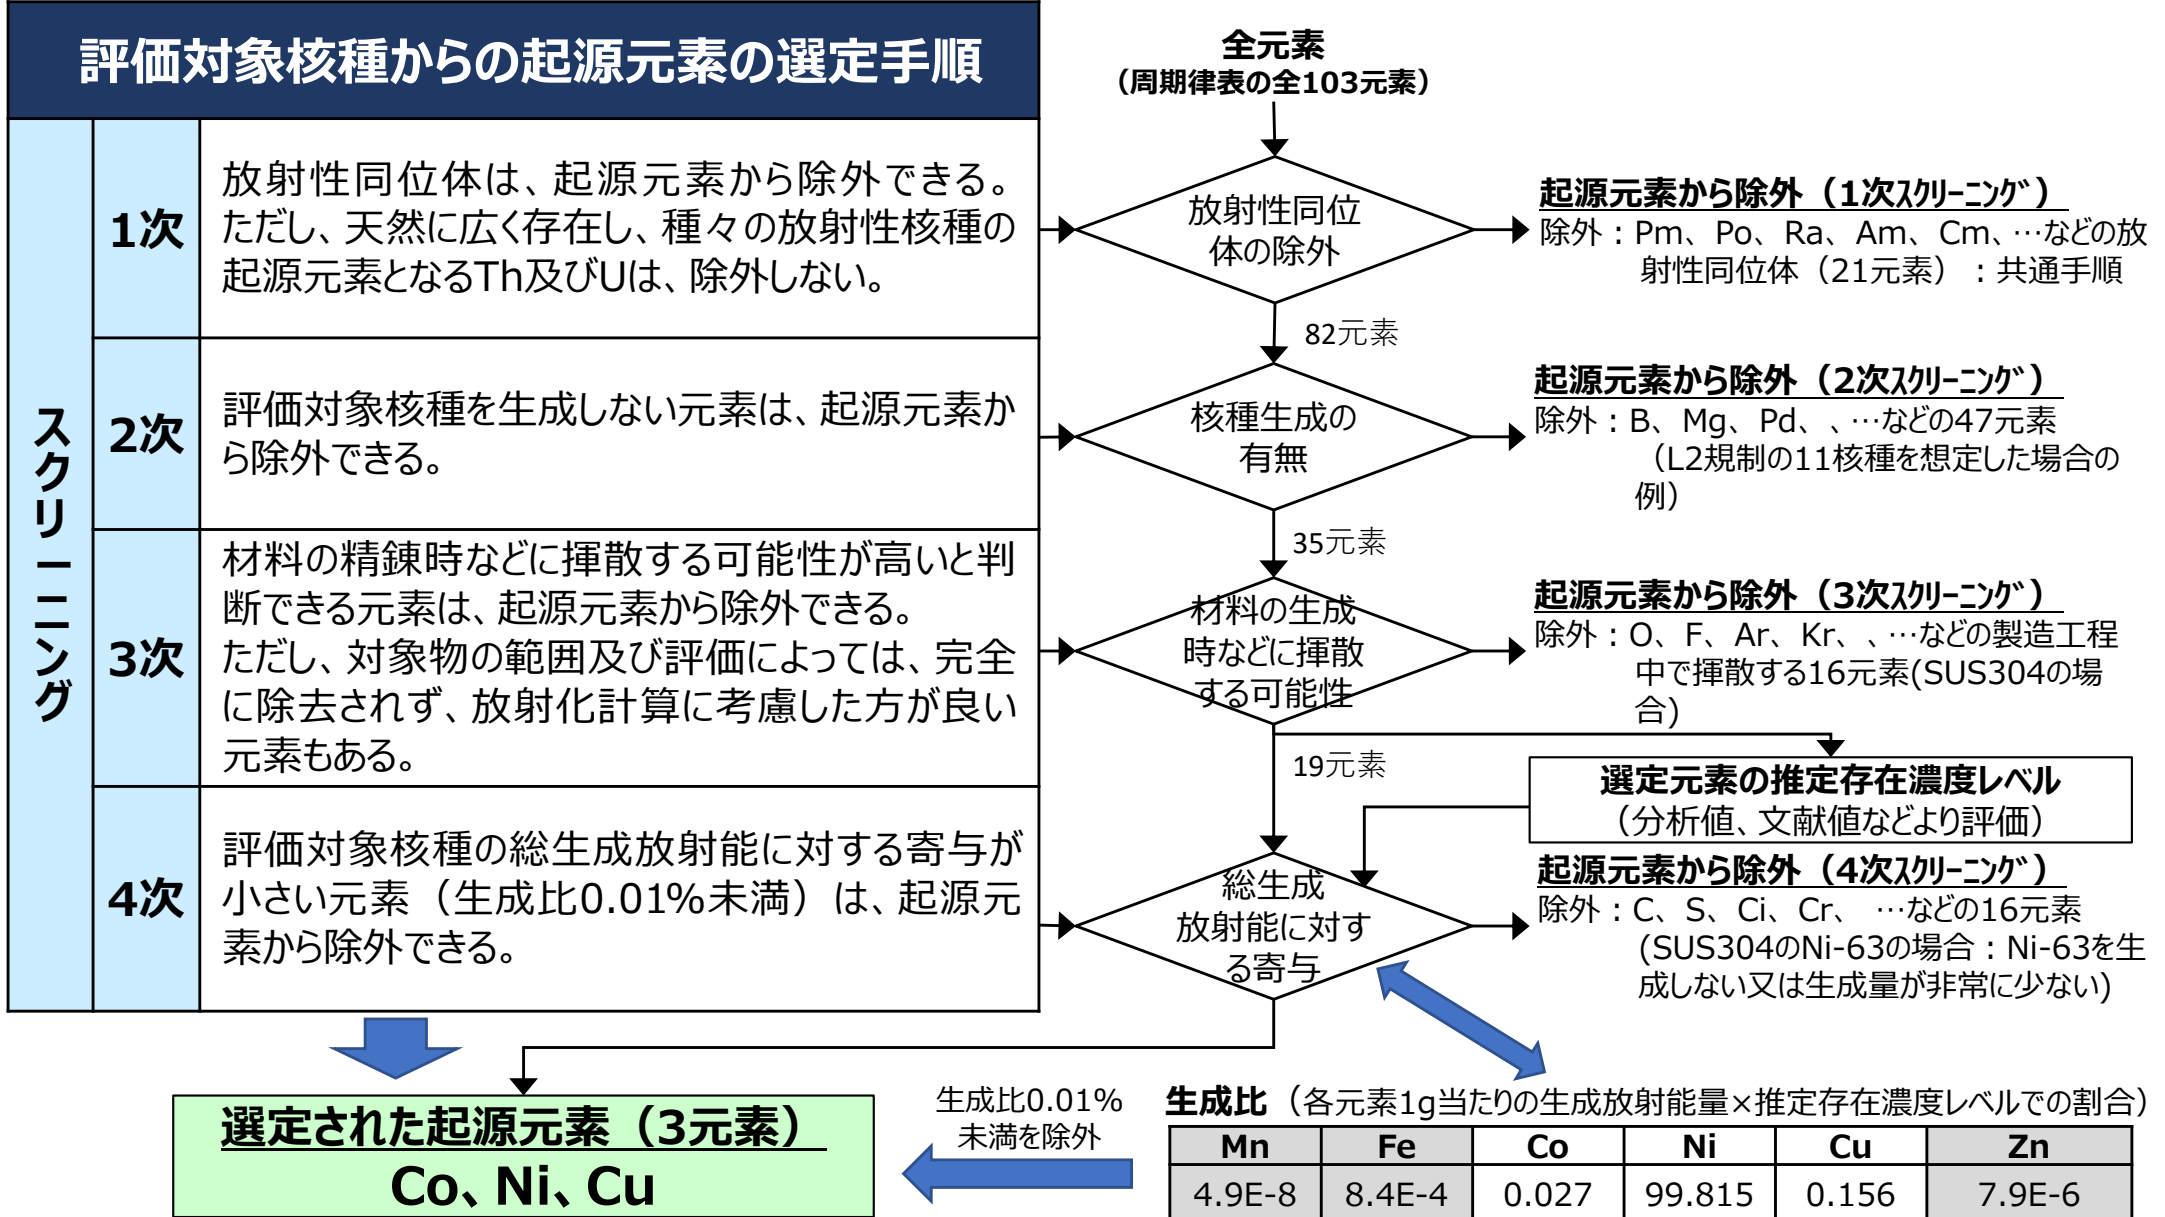 評価対象核種からの起源元素の選定手順
スクリーニング
1次
放射性同位体は、起源元素から除外できる。
ただし、天然に広く存在し、種々の放射性核種の
起源元素となるTh及びUは、除外しない。
2次
評価対象核種を生成しない元素は、起源元素か
ら除外できる。
3次
材料の精錬時などに揮散する可能性が高いと判
断できる元素は、起源元素から除外できる。
ただし、対象物の範囲及び評価によっては、完全
に除去されず、放射化計算に考慮した方が良い
元素もある。
4次
評価対象核種の総生成放射能に対する寄与が
小さい元素（生成比0.01%未満）は、起源元
素から除外できる。
全元素
（周期律表の全103元素）
放射性同位
体の除外
起源元素から除外（1次ｽｸﾘｰﾆﾝｸﾞ）
除外：Pm、Po、Ra、Am、Cm、…などの放
射性同位体（21元素）：共通手順
82元素
核種生成の
有無
起源元素から除外（2次ｽｸﾘｰﾆﾝｸﾞ）
除外：B、Mg、Pd、、…などの47元素
（L2規制の11核種を想定した場合の
例）
35元素
材料の生成
時などに揮散
する可能性
起源元素から除外（3次ｽｸﾘｰﾆﾝｸﾞ）
除外：O、F、Ar、Kr、、…などの製造工程
中で揮散する16元素(SUS304の場
合)
19元素
選定元素の推定存在濃度レベル
（分析値、文献値などより評価）
総生成
放射能に対す
る寄与
起源元素から除外（4次ｽｸﾘｰﾆﾝｸﾞ）
除外：C、S、Ci、Cr、 …などの16元素
(SUS304のNi-63の場合：Ni-63を生
成しない又は生成量が非常に少ない)
選定された起源元素（3元素）
Co、Ni、Cu
生成比0.01%
未満を除外
生成比（各元素1g当たりの生成放射能量×推定存在濃度レベルでの割合）
Mn Fe Co Ni Cu Zn
4.9E-8 8.4E-4 0.027 99.815 0.156 7.9E-6